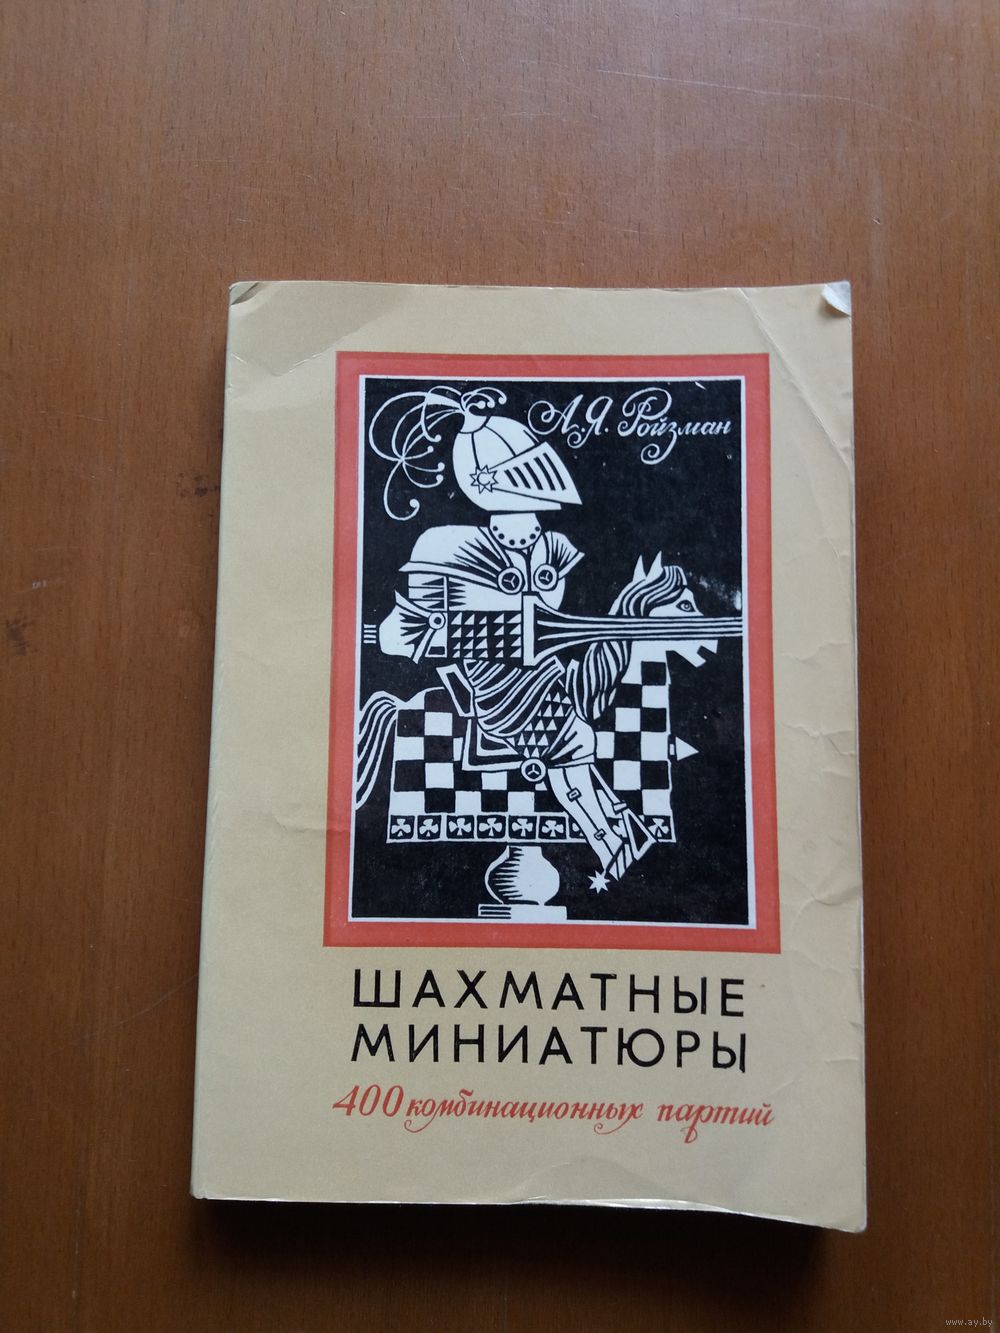 А. Я. Ройзман
ШАХМАТНЫЕ
МИНИАТЮРЫ
400 комбинационных партий
www.ay.by